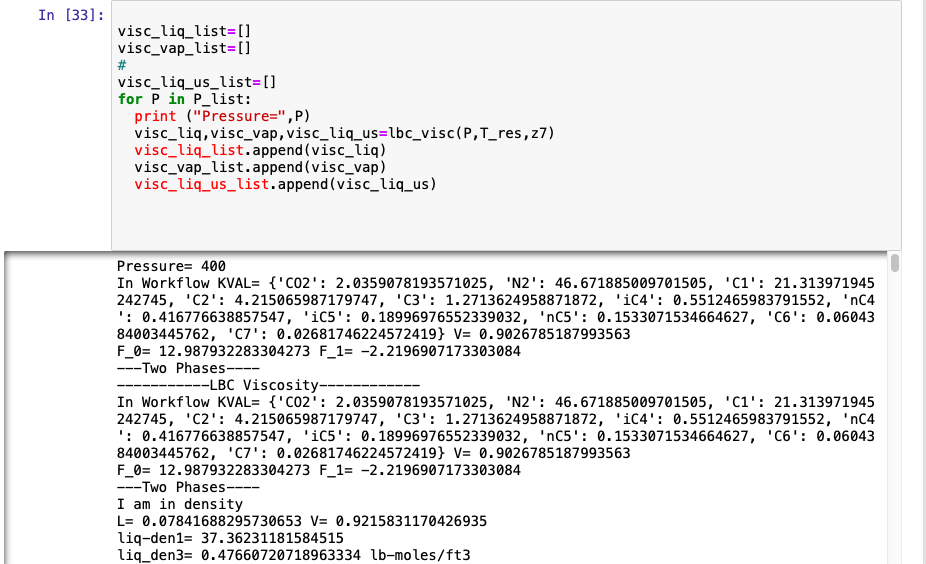 In [33]:
visc_liq_list=[]
visc_vap_list=[]
#
visc_liq_us_list=[]
for P in P_list:
  print ("Pressure=",P)
  visc_liq,visc_vap,visc_liq_us=lbc_visc(P,T_res,z7)
  visc_liq_list.append(visc_liq)
  visc_vap_list.append(visc_vap)
  visc_liq_us_list.append(visc_liq_us)
Pressure= 400
In Workflow KVAL= {'CO2': 2.0359078193571025, 'N2': 46.671885009701505, 'C1': 21.313971945
242745, 'C2': 4.215065987179747, 'C3': 1.2713624958871872, 'iC4': 0.5512465983791552, 'nC4
': 0.416776638857547, 'iC5': 0.18996976552339032, 'nC5': 0.1533071534664627, 'C6': 0.06043
84003445762, 'C7': 0.02681746224572419} V= 0.9026785187993563
F_0= 12.987932283304273 F_1= -2.2196907173303084
---Two Phases----
-----------LBC Viscosity------------
In Workflow KVAL= {'CO2': 2.0359078193571025, 'N2': 46.671885009701505, 'C1': 21.313971945
242745, 'C2': 4.215065987179747, 'C3': 1.2713624958871872, 'iC4': 0.5512465983791552, 'nC4
': 0.416776638857547, 'iC5': 0.18996976552339032, 'nC5': 0.1533071534664627, 'C6': 0.06043
84003445762, 'C7': 0.02681746224572419} V= 0.9026785187993563
F_0= 12.987932283304273 F_1= -2.2196907173303084
---Two Phases----
I am in density
L= 0.07841688295730653 V= 0.9215831170426935
liq-den1= 37.36231181584515
liq_den3= 0.47660720718963334 lb-moles/ft3